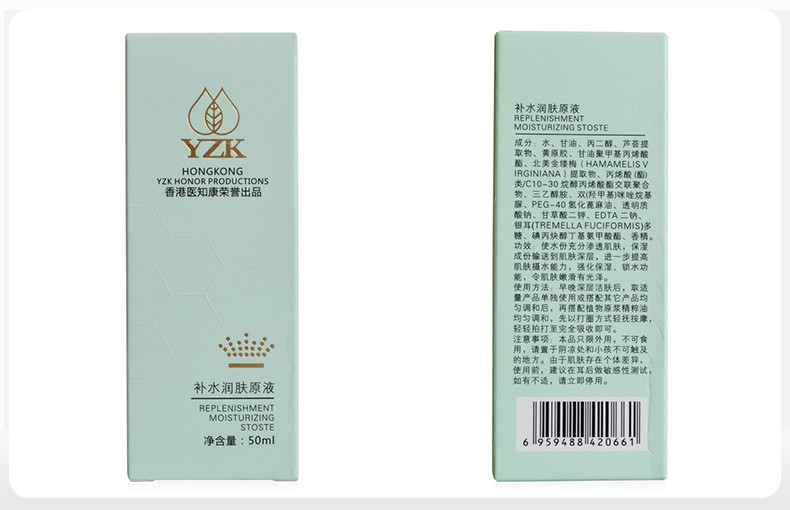 YZK
HONGKONG
YZK HONOR PRODUCTIONS
香港医知康荣誉出品
补水润肤原液
REPLENISHMENT
MOISTURIZING
STOSTE
净含量：50ml
补水润肤原液
REPLENISHMENT
MOISTURIZING STOSTE
成分：水、甘油、丙二醇、芦荟提
取物、黄原胶、甘油聚甲基丙烯酸
酯、北美金缕梅（HAMAMELIS V
IRGINIANA）提取物、丙烯酸（酯）
类/C10-30 烷醇丙烯酸酯交联聚合
物、三乙醇胺、双(羟甲基)咪唑烷基
脲、PEG-40 氢化蓖麻油、透明质
酸钠、甘草酸二钾、EDTA 二钠、
银耳(TREMELLA FUCIFORMIS)多
糖、碘丙炔醇丁基氨甲酸酯、香精。
功效：使水份充分渗透肌肤，保湿
成份输送到肌肤深层，进一步提高
肌肤摄水能力，强化保湿、锁水功
能，令肌肤嫩滑有光泽。
使用方法：早晚深层洁肤后，取适
量产品单独使用或搭配其它产品均
匀调和后，再搭配植物原浆精粹油
均匀调和，先以打圈方式轻抚按摩，
轻轻拍打至完全吸收即可。
注意事项：本品只限外用，不可食
用，请置于阴凉处和小孩不可触及
的地方。由于肌肤存在个体差异，
使用前，建议在耳后做敏感性测试，
如有不适，请立即停用。
6 959488 420661